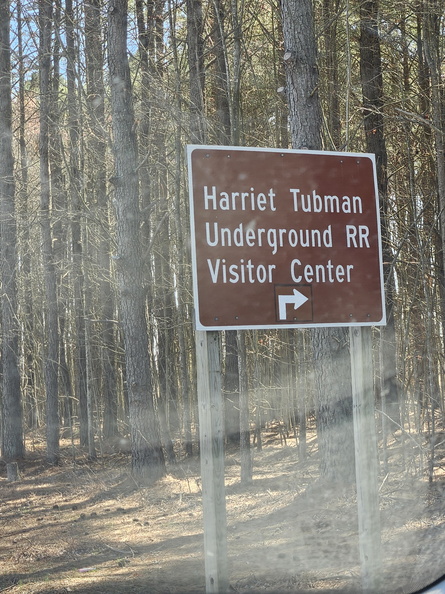 Harriet Tubman
Underground RR
Visitor Center